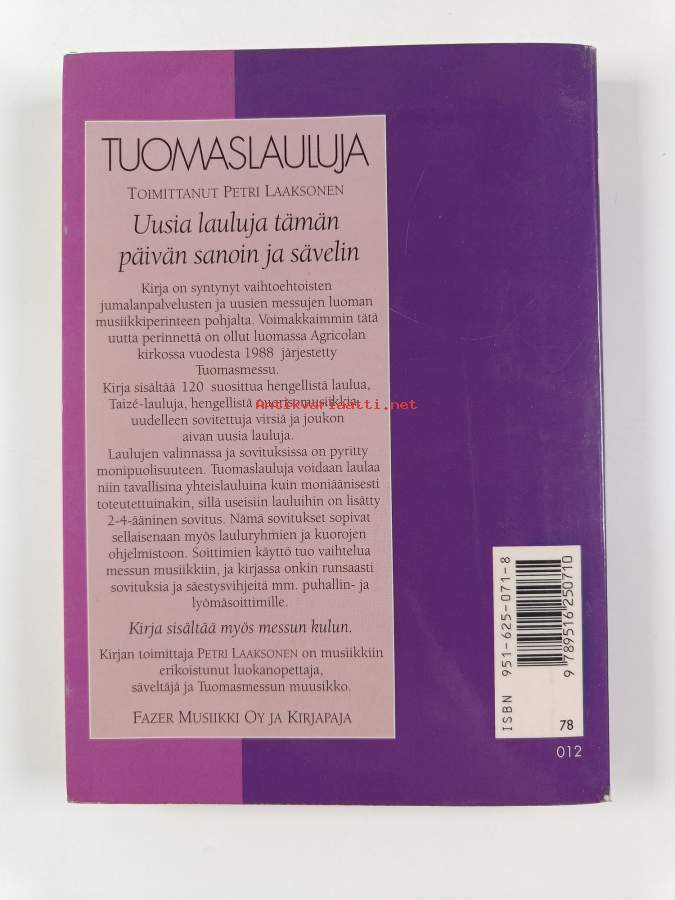 TUOMASLAULUJA
TOIMITTANUT PETRI LAAKSONEN
Uusia lauluja tämän
päivän sanoin ja sävelin
Kirja on syntynyt vaihtoehtoisten
jumalanpalvelusten ja uusien messujen luoman
musiikkiperinteen pohjalta. Voimakkaimmin tätä
uutta perinnettä on ollut luomassa Agricolan
kirkossa vuodesta 1988 järjestetty
Tuomasmessu.
Kirja sisältää 120 suosittua hengellistä laulua,
Taizé-lauluja, hengellistä nuorisomusiikkia,
Antikvariaatti.net
uudelleen sovitettuja virsiä ja joukon
aivan uusia lauluja.
Laulujen valinnassa ja sovituksissa on pyritty
monipuolisuuteen. Tuomaslauluja voidaan laulaa
niin tavallisina yhteislauluina kuin moniäänisesti
toteutettuinakin, sillä useisiin lauluihin on lisätty
2-4-ääninen sovitus. Nämä sovitukset sopivat
sellaisenaan myös lauluryhmien ja kuorojen
ohjelmistoon. Soittimien käyttö tuo vaihtelua
messun musiikkiin, ja kirjassa onkin runsaasti
sovituksia ja säestysvihjeitä mm. puhallin- ja
lyömäsoittimille.
Kirja sisältää myös messun kulun.
Kirjan toimittaja PETRI LAAKSONEN on musiikkiin
erikoistunut luokanopettaja,
säveltäjä ja Tuomasmessun muusikko.
FAZER MUSIIKKI OY JA KIRJAPAJA
ISBN 951-625-071-8
9 789516 250710
78
012